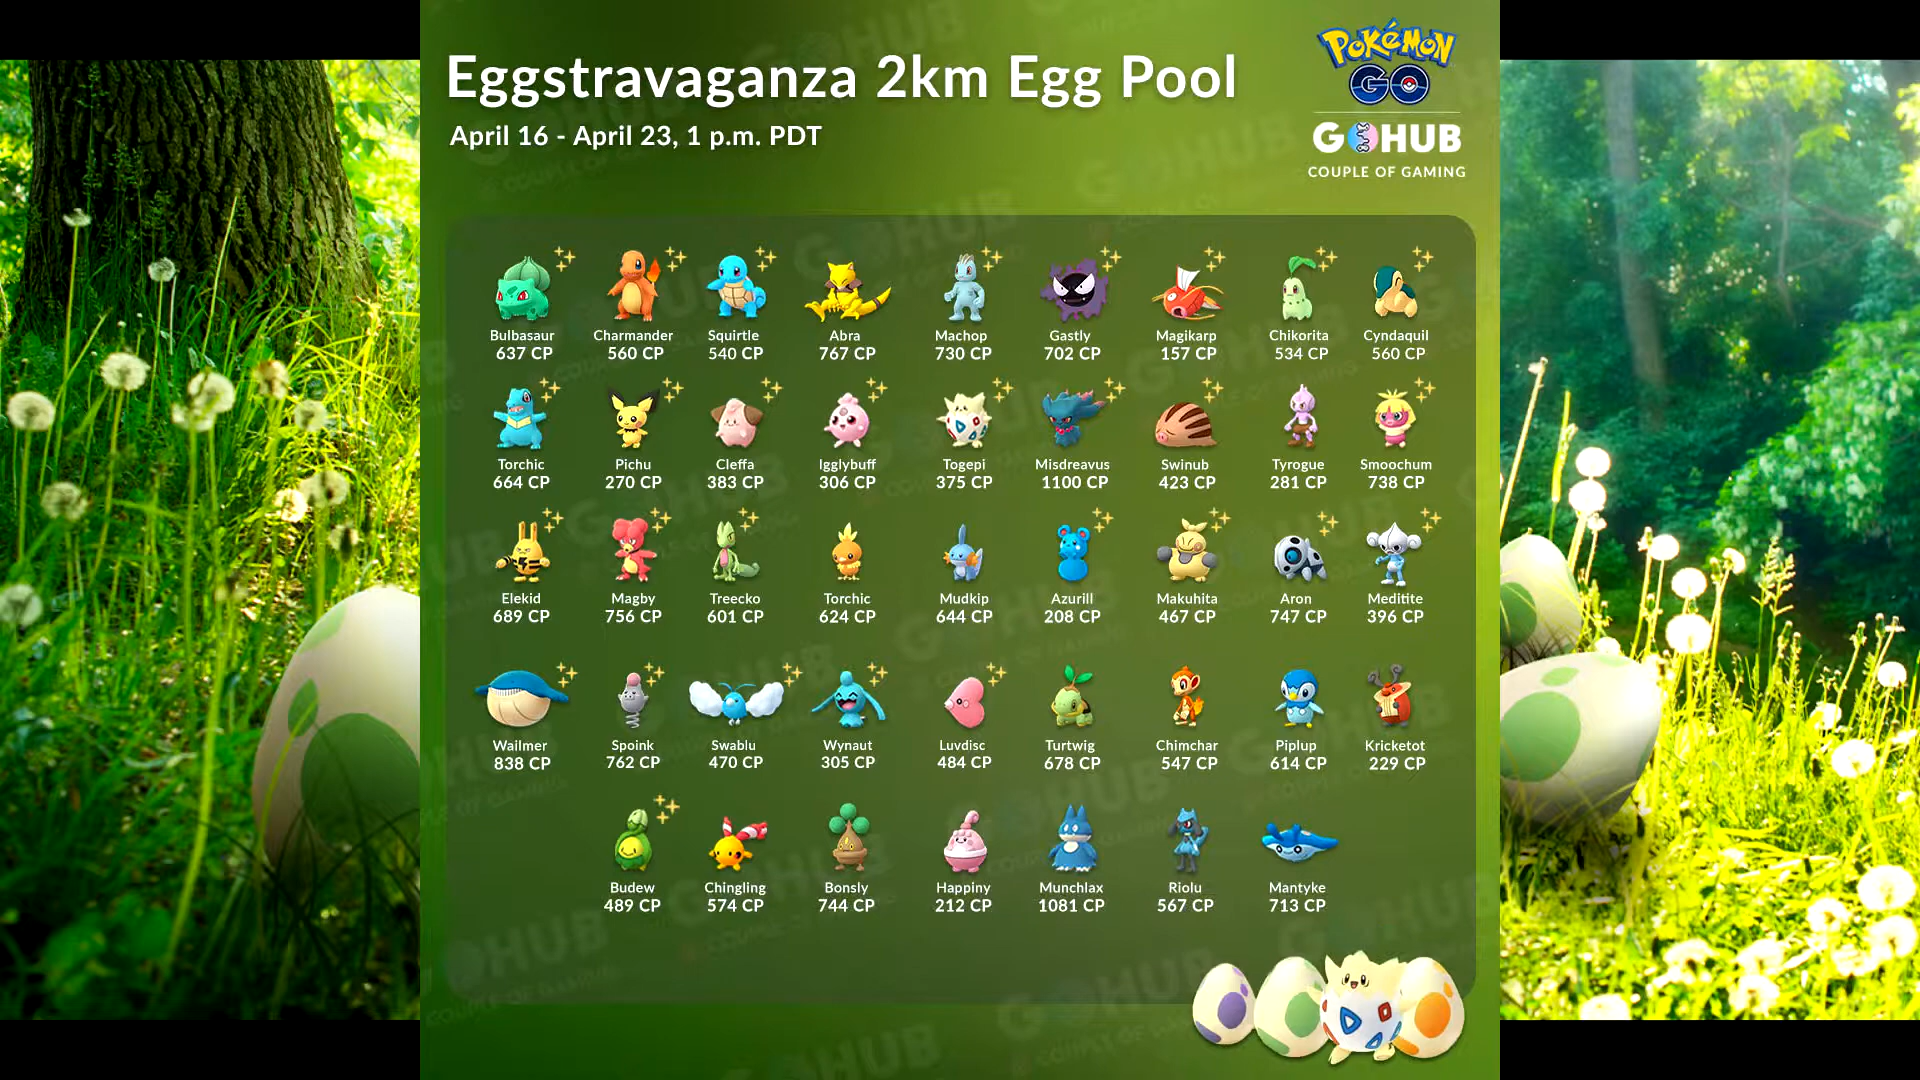 Eggstravaganza 2km Egg Pool
April 16 - April 23, 1 p.m. PDT
POKÉMON
GO
GOHUB
COUPLE OF GAMING
Bulbasaur Charmander Squirtle Abra Machop Gastly Magikarp Chikorita Cyndaquil
637 CP 560 CP 540 CP 767 CP 730 CP 702 CP 157 CP 534 CP 560 CP
Torchic Pichu Cleffa Igglybuff Togepi Misdreavus Swinub Tyrogue Smoochum
664 CP 270 CP 383 CP 306 CP 375 CP 1100 CP 423 CP 281 CP 738 CP
Elekid Magby Treecko Torchic Mudkip Azurill Makuhita Aron Meditite
689 CP 756 CP 601 CP 624 CP 644 CP 208 CP 467 CP 747 CP 396 CP
Wailmer Spoink Swablu Wynaut Luvdisc Turtwig Chimchar Piplup Kricketot
838 CP 762 CP 470 CP 305 CP 484 CP 678 CP 547 CP 614 CP 229 CP
Budew Chingling Bonsly Happiny Munchlax Riolu Mantyke
489 CP 574 CP 744 CP 212 CP 1081 CP 567 CP 713 CP